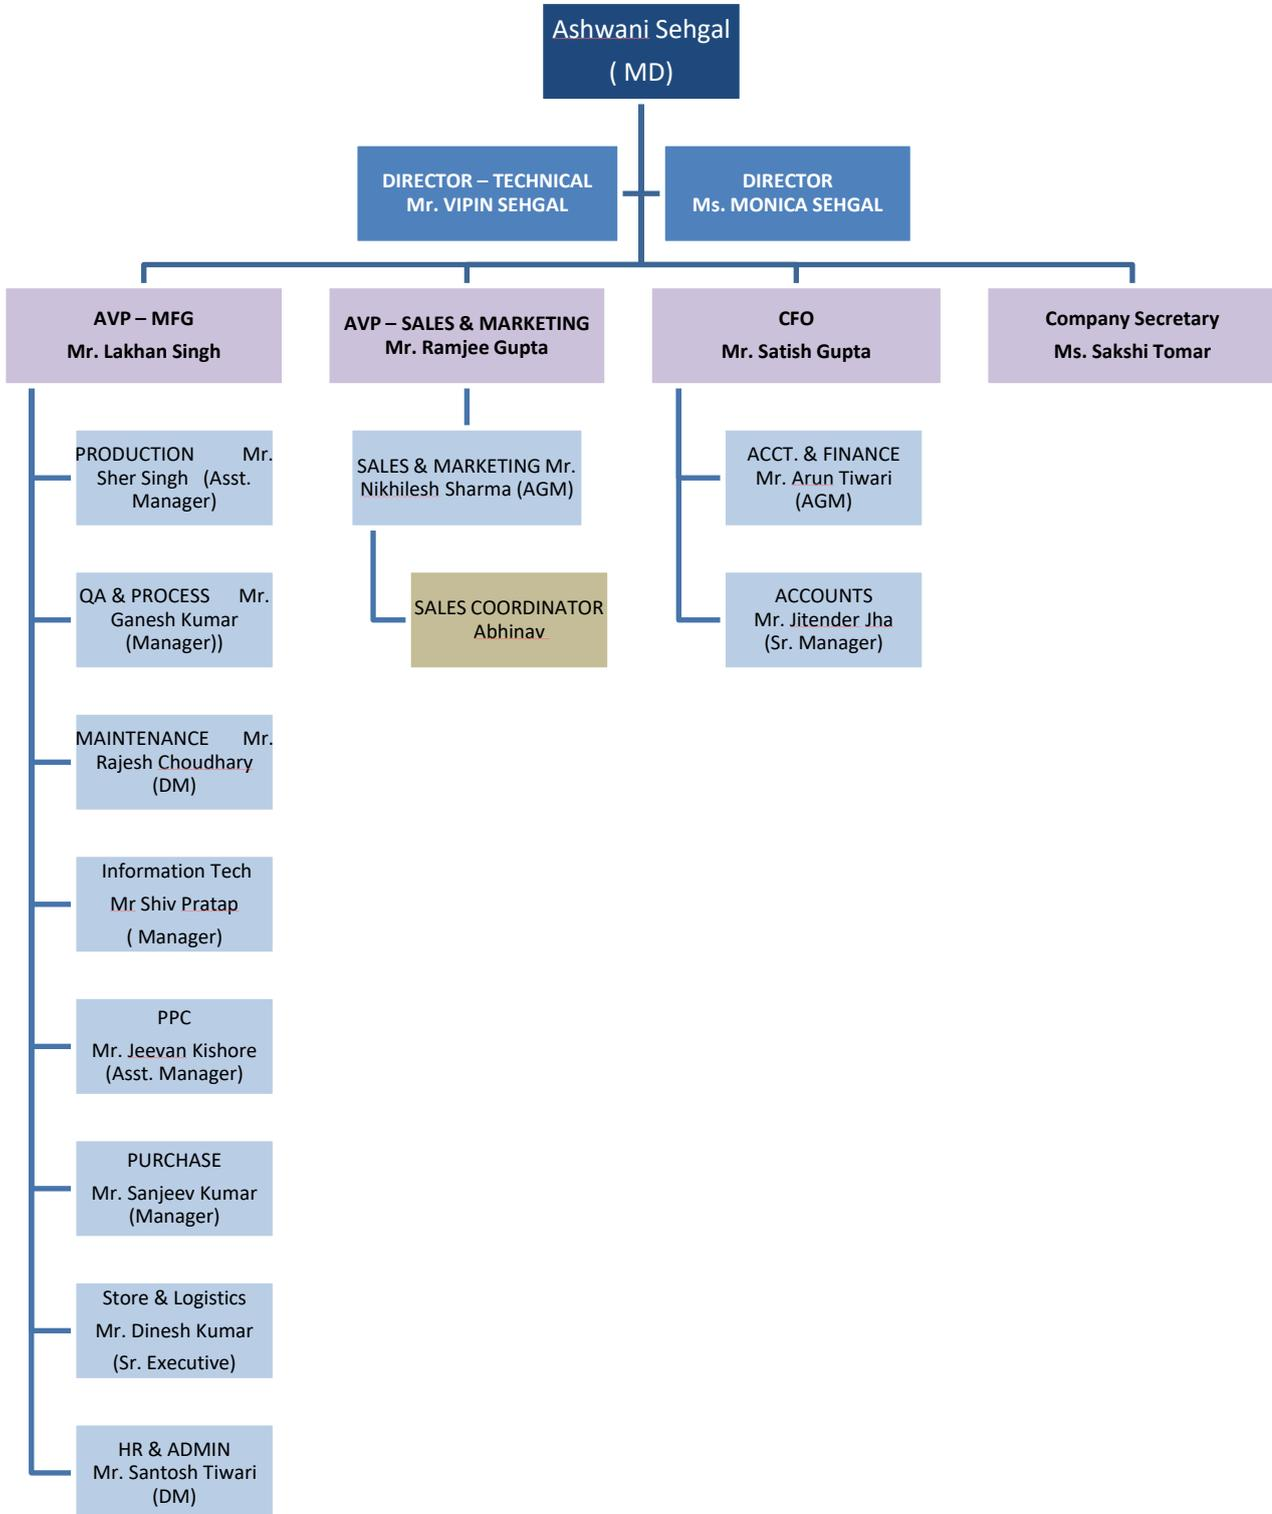 Ashwani Sehgal
( MD)
DIRECTOR – TECHNICAL
Mr. VIPIN SEHGAL
DIRECTOR
Ms. MONICA SEHGAL
AVP – MFG
Mr. Lakhan Singh
AVP – SALES & MARKETING
Mr. Ramjee Gupta
CFO
Mr. Satish Gupta
Company Secretary
Ms. Sakshi Tomar
PRODUCTION Mr.
Sher Singh (Asst.
Manager)
QA & PROCESS Mr.
Ganesh Kumar
(Manager))
MAINTENANCE Mr.
Rajesh Choudhary
(DM)
Information Tech
Mr Shiv Pratap
( Manager)
PPC
Mr. Jeevan Kishore
(Asst. Manager)
PURCHASE
Mr. Sanjeev Kumar
(Manager)
Store & Logistics
Mr. Dinesh Kumar
(Sr. Executive)
HR & ADMIN
Mr. Santosh Tiwari
(DM)
SALES & MARKETING Mr.
Nikhilesh Sharma (AGM)
SALES COORDINATOR
Abhinav
ACCT. & FINANCE
Mr. Arun Tiwari
(AGM)
ACCOUNTS
Mr. Jitender Jha
(Sr. Manager)